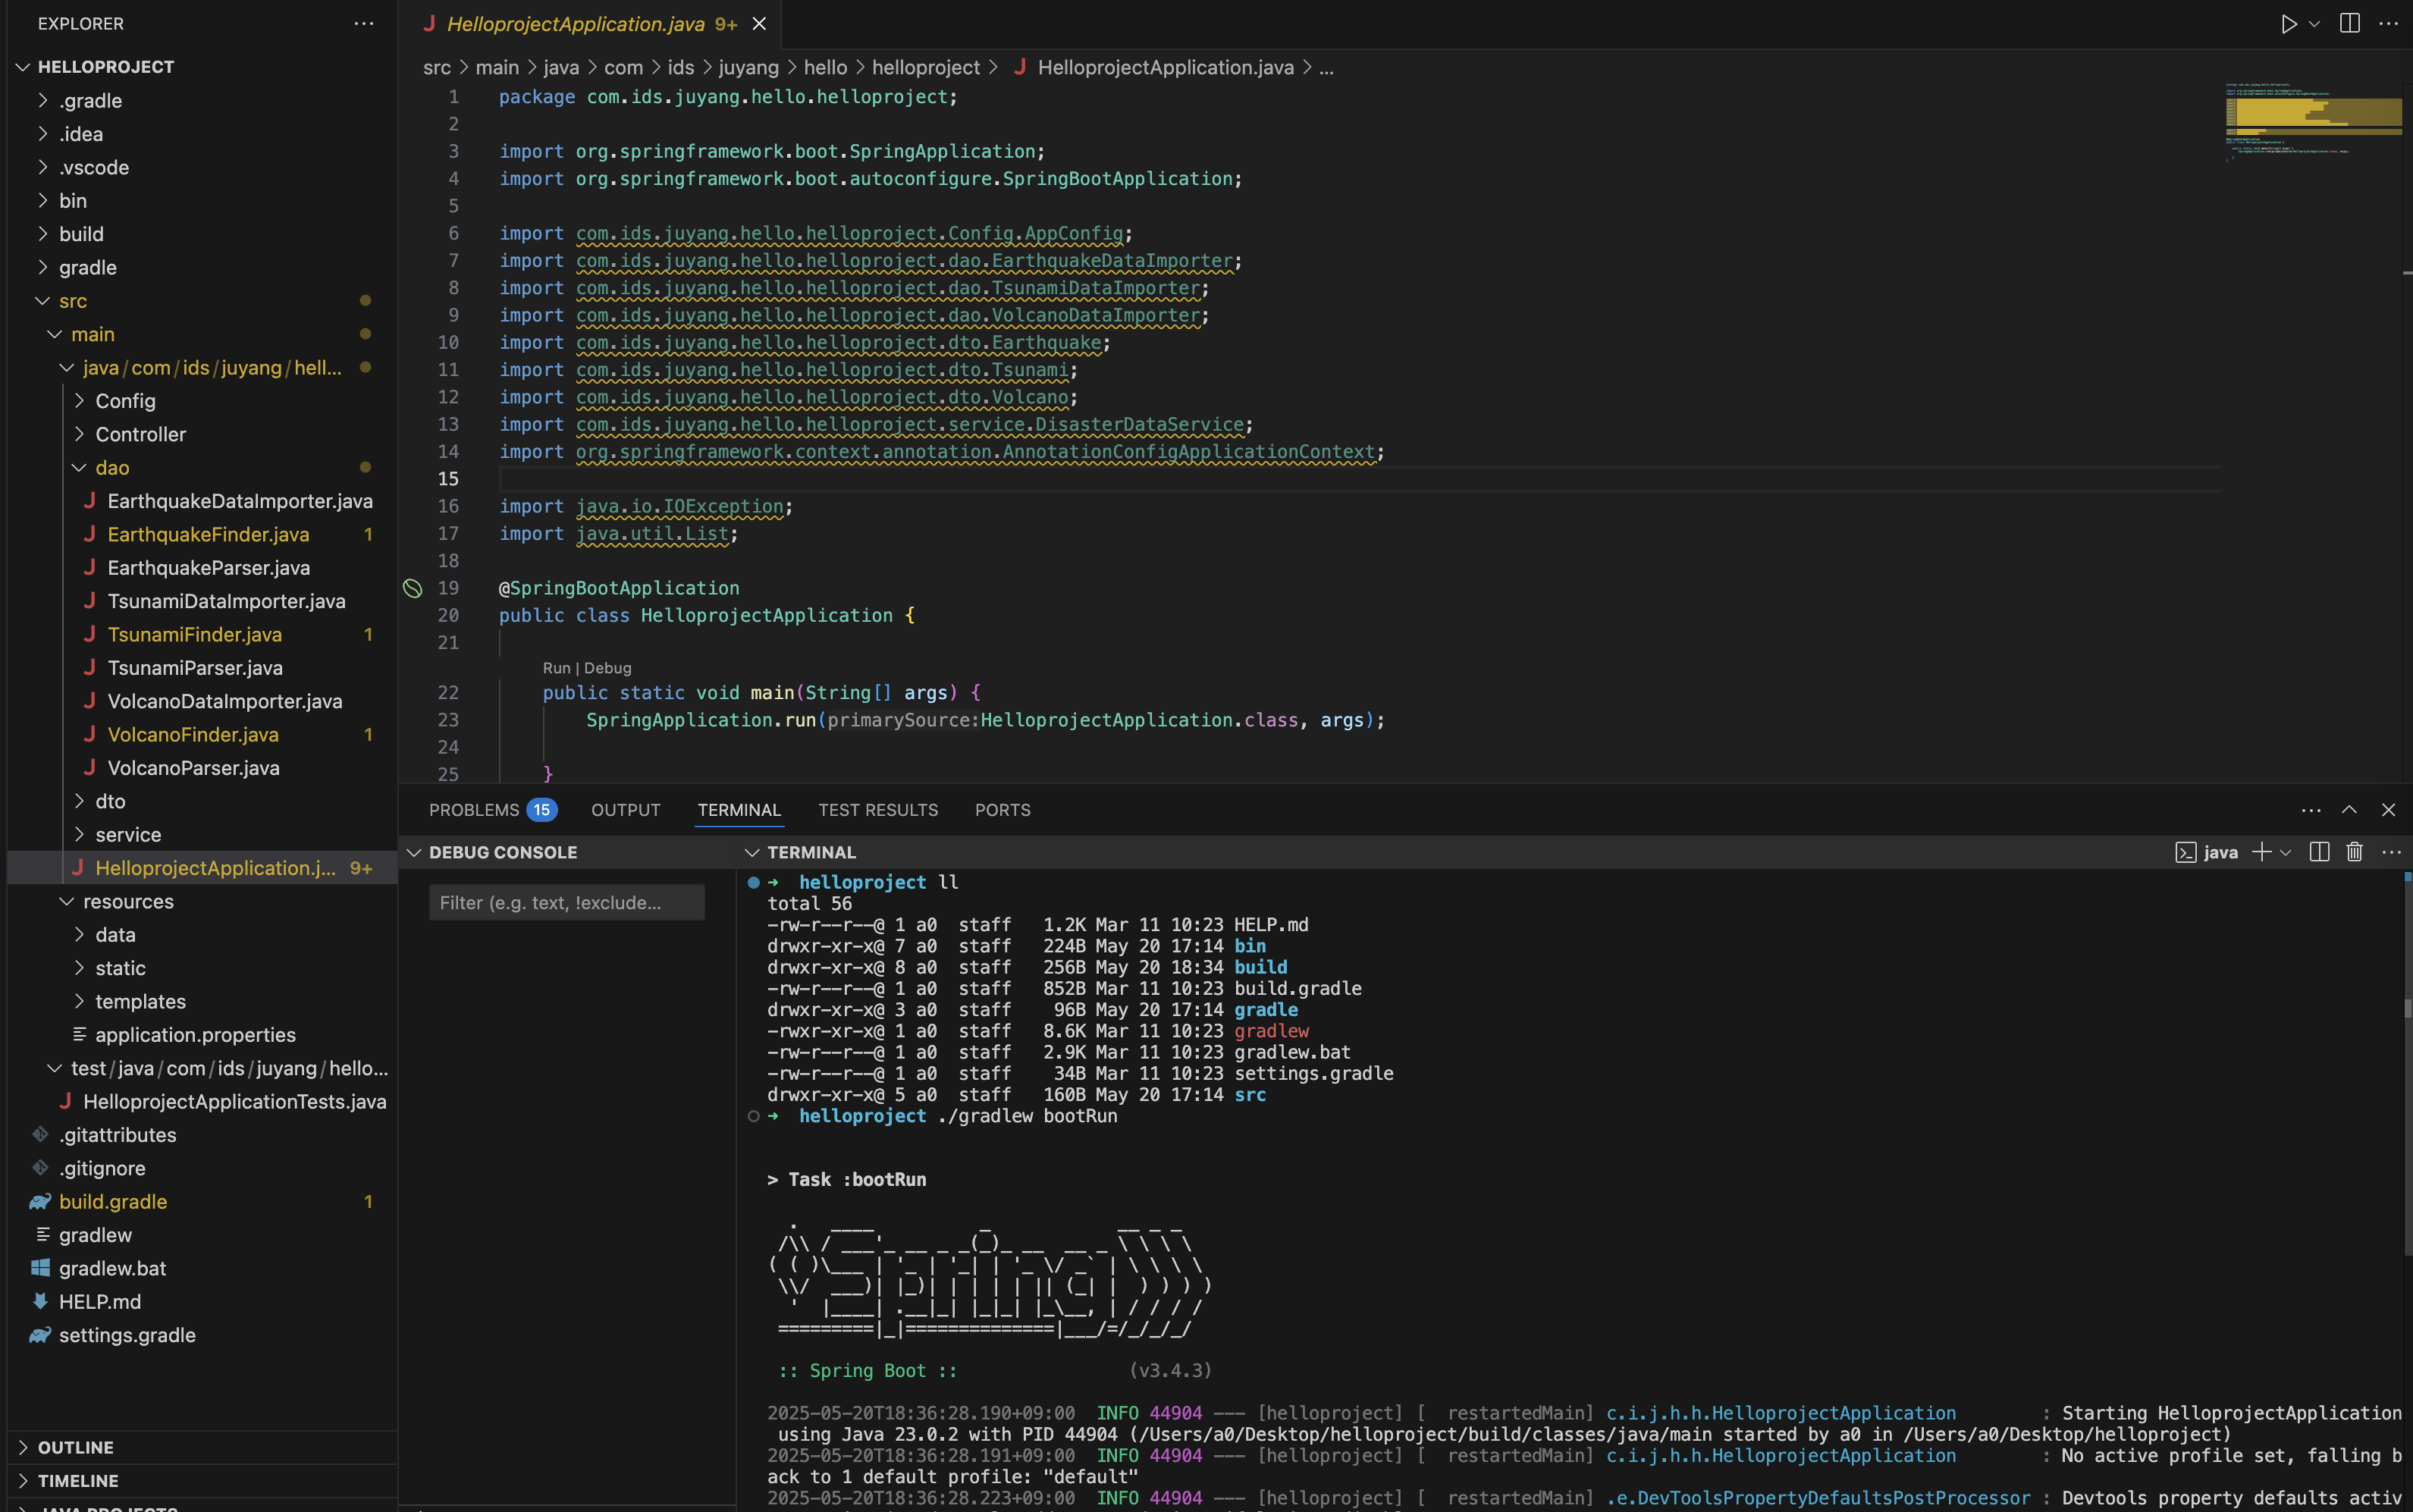 EXPLORER
HELLOPROJECT
.gradle
.idea
.vscode
bin
build
gradle
src
main
java/com/ids/juyang/hell...
Config
Controller
dao
EarthquakeDataImporter.java
EarthquakeFinder.java 1
EarthquakeParser.java
TsunamiDataImporter.java
TsunamiFinder.java 1
TsunamiParser.java
VolcanoDataImporter.java
VolcanoFinder.java 1
VolcanoParser.java
dto
service
HelloprojectApplication.j... 9+
resources
data
static
templates
application.properties
test/java/com/ids/juyang/hello...
HelloprojectApplicationTests.java
.gitattributes
.gitignore
build.gradle 1
gradlew
gradlew.bat
HELP.md
settings.gradle
OUTLINE
TIMELINE
JAVA PROJECTS
HelloprojectApplication.java 9+
src > main > java > com > ids > juyang > hello > helloproject > HelloprojectApplication.java > ...
1 package com.ids.juyang.hello.helloproject;
2
3 import org.springframework.boot.SpringApplication;
4 import org.springframework.boot.autoconfigure.SpringBootApplication;
5
6 import com.ids.juyang.hello.helloproject.Config.AppConfig;
7 import com.ids.juyang.hello.helloproject.dao.EarthquakeDataImporter;
8 import com.ids.juyang.hello.helloproject.dao.TsunamiDataImporter;
9 import com.ids.juyang.hello.helloproject.dao.VolcanoDataImporter;
10 import com.ids.juyang.hello.helloproject.dto.Earthquake;
11 import com.ids.juyang.hello.helloproject.dto.Tsunami;
12 import com.ids.juyang.hello.helloproject.dto.Volcano;
13 import com.ids.juyang.hello.helloproject.service.DisasterDataService;
14 import org.springframework.context.annotation.AnnotationConfigApplicationContext;
15
16 import java.io.IOException;
17 import java.util.List;
18
19 @SpringBootApplication
20 public class HelloprojectApplication {
21
Run | Debug
22 public static void main(String[] args) {
23 SpringApplication.run(primarySource:HelloprojectApplication.class, args);
24
25 }
PROBLEMS 15 OUTPUT TERMINAL TEST RESULTS PORTS
DEBUG CONSOLE
Filter (e.g. text, !exclude...
TERMINAL
java
➜ helloproject ll
total 56
-rw-r--r--@ 1 a0 staff 1.2K Mar 11 10:23 HELP.md
drwxr-xr-x@ 7 a0 staff 224B May 20 17:14 bin
drwxr-xr-x@ 8 a0 staff 256B May 20 18:34 build
-rw-r--r--@ 1 a0 staff 852B Mar 11 10:23 build.gradle
drwxr-xr-x@ 3 a0 staff 96B May 20 17:14 gradle
-rwxr-xr-x@ 1 a0 staff 8.6K Mar 11 10:23 gradlew
-rw-r--r--@ 1 a0 staff 2.9K Mar 11 10:23 gradlew.bat
-rw-r--r--@ 1 a0 staff 34B Mar 11 10:23 settings.gradle
drwxr-xr-x@ 5 a0 staff 160B May 20 17:14 src
➜ helloproject ./gradlew bootRun
> Task :bootRun
Spring
:: Spring Boot :: (v3.4.3)
2025-05-20T18:36:28.190+09:00 INFO 44904 --- [helloproject] [ restartedMain] c.i.j.h.h.HelloprojectApplication : Starting HelloprojectApplication
using Java 23.0.2 with PID 44904 (/Users/a0/Desktop/helloproject/build/classes/java/main started by a0 in /Users/a0/Desktop/helloproject)
2025-05-20T18:36:28.191+09:00 INFO 44904 --- [helloproject] [ restartedMain] c.i.j.h.h.HelloprojectApplication : No active profile set, falling b
ack to 1 default profile: "default"
2025-05-20T18:36:28.223+09:00 INFO 44904 --- [helloproject] [ restartedMain] .e.DevToolsPropertyDefaultsPostProcessor : Devtools property defaults activ